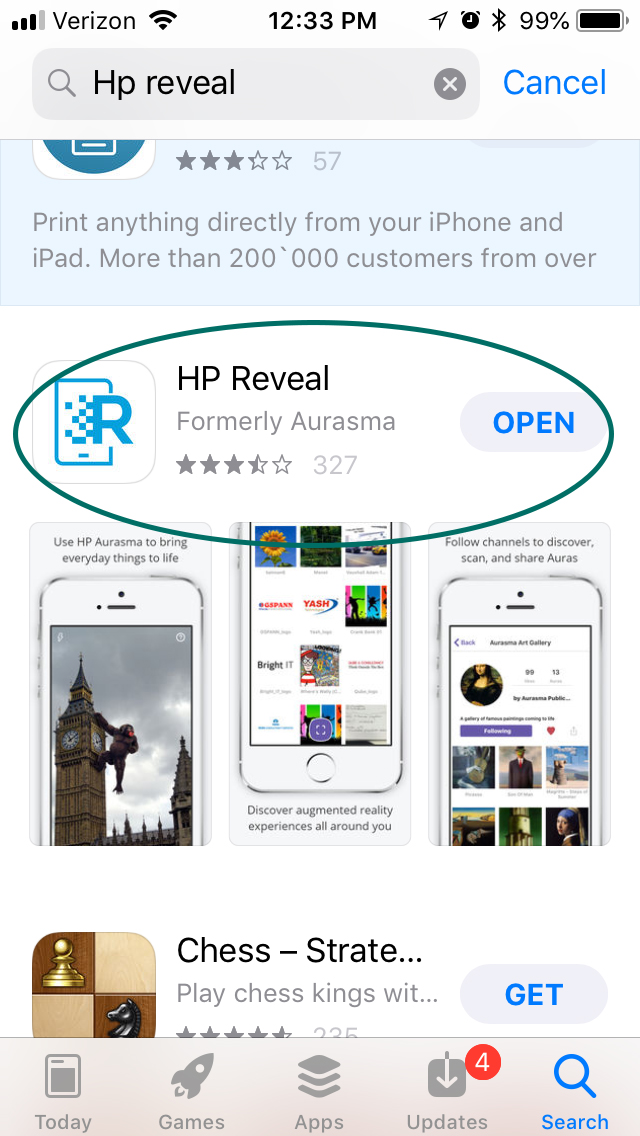 Verizon 12:33 PM 99%
Hp reveal Cancel
57
Print anything directly from your iPhone and
iPad. More than 200`000 customers from over
HP Reveal
Formerly Aurasma
OPEN
327
Use HP Aurasma to bring
everyday things to life
GSPANN
YASH
Bright IT
Discover augmented reality
experiences all around you
Follow channels to discover,
scan, and share Auras
Back Aurasma Art Gallery
99 13
by Aurasma Public...
A gallery of famous paintings coming to life
Following
Chess – Strate...
Play chess kings wit...
GET
235
Today Games Apps Updates 4 Search